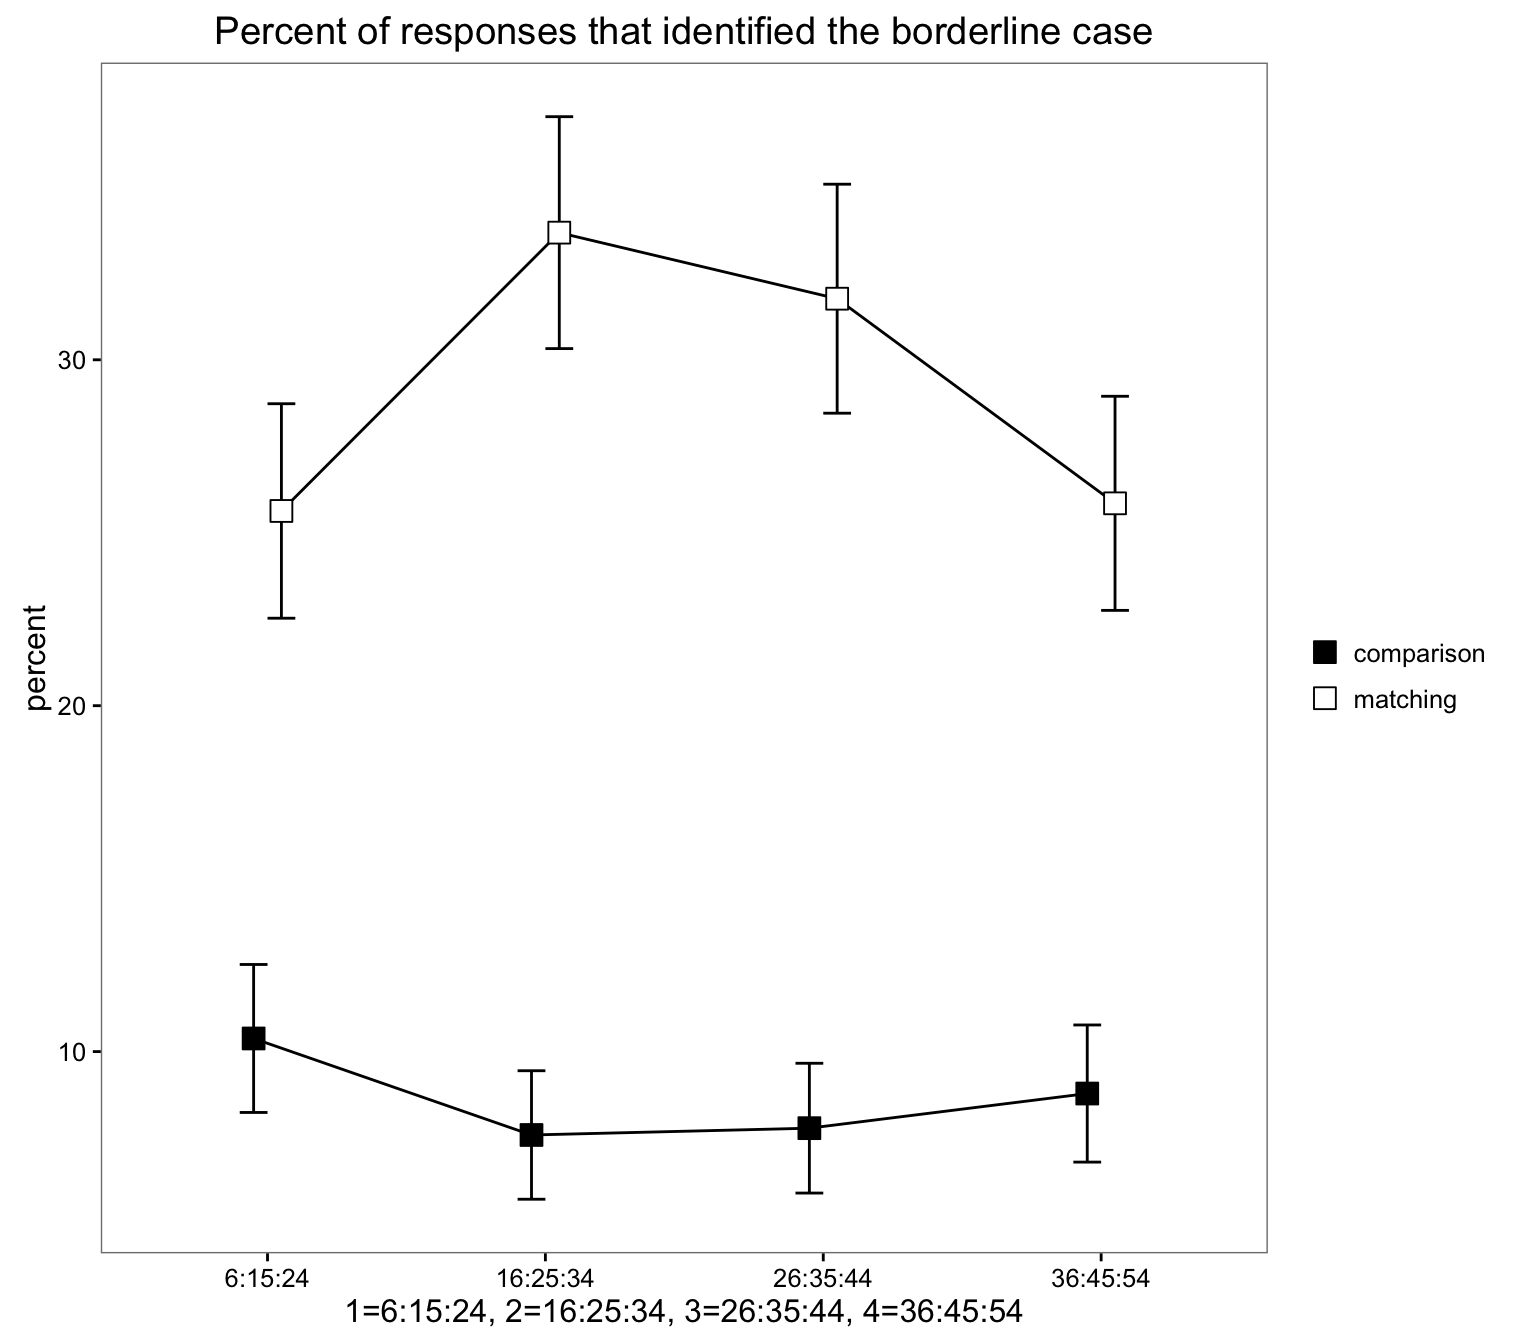 Percent of responses that identified the borderline case
percent
30
20
10
comparison
matching
6:15:24 16:25:34 26:35:44 36:45:54
1=6:15:24, 2=16:25:34, 3=26:35:44, 4=36:45:54